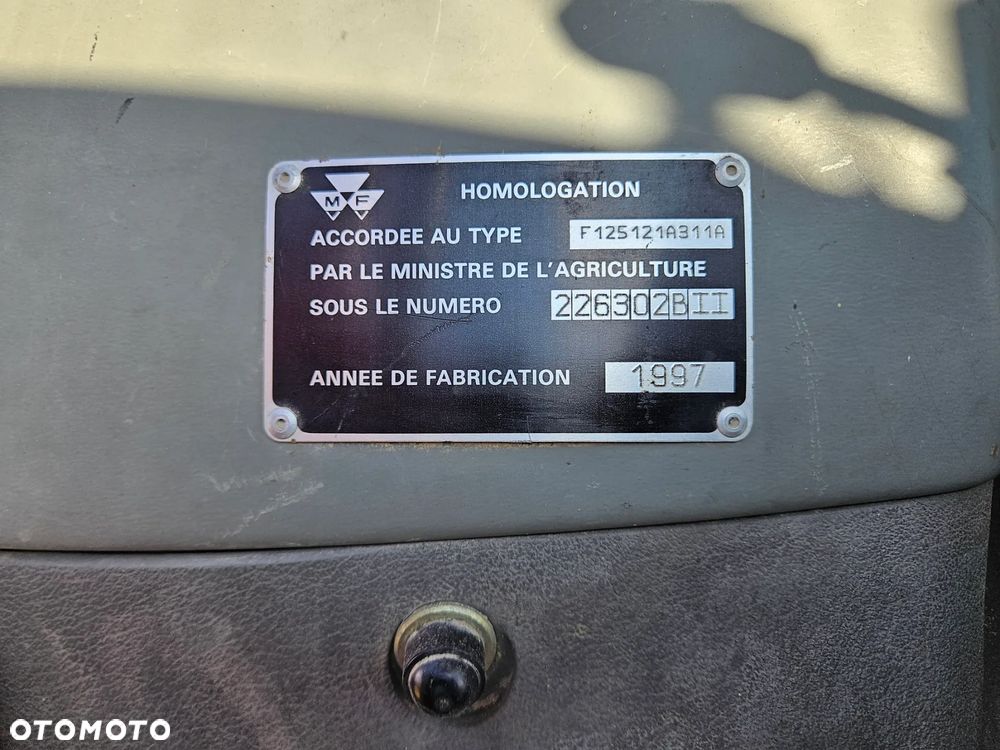 M F
HOMOLOGATION
ACCORDEE AU TYPE F125121A311A
PAR LE MINISTRE DE L'AGRICULTURE
SOUS LE NUMERO 226302BII
ANNEE DE FABRICATION 1997
OTOMOTO